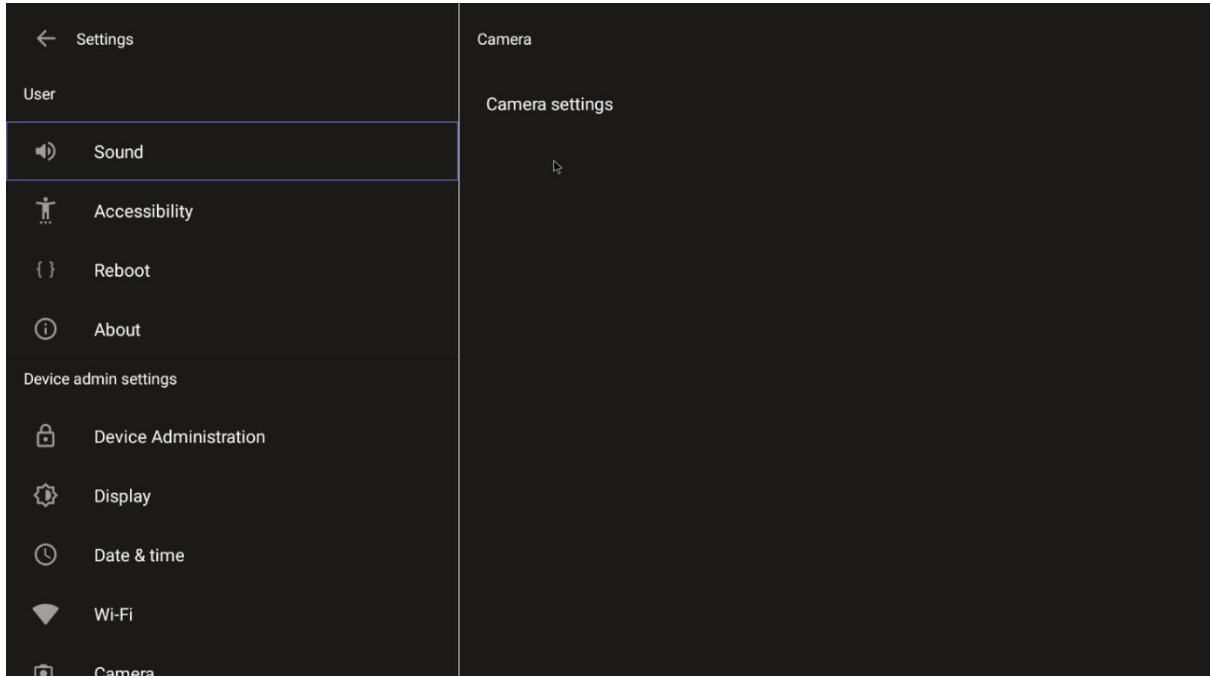 Settings
User
Sound
Accessibility
Reboot
About
Device admin settings
Device Administration
Display
Date & time
Wi-Fi
Camera
Camera
Camera settings